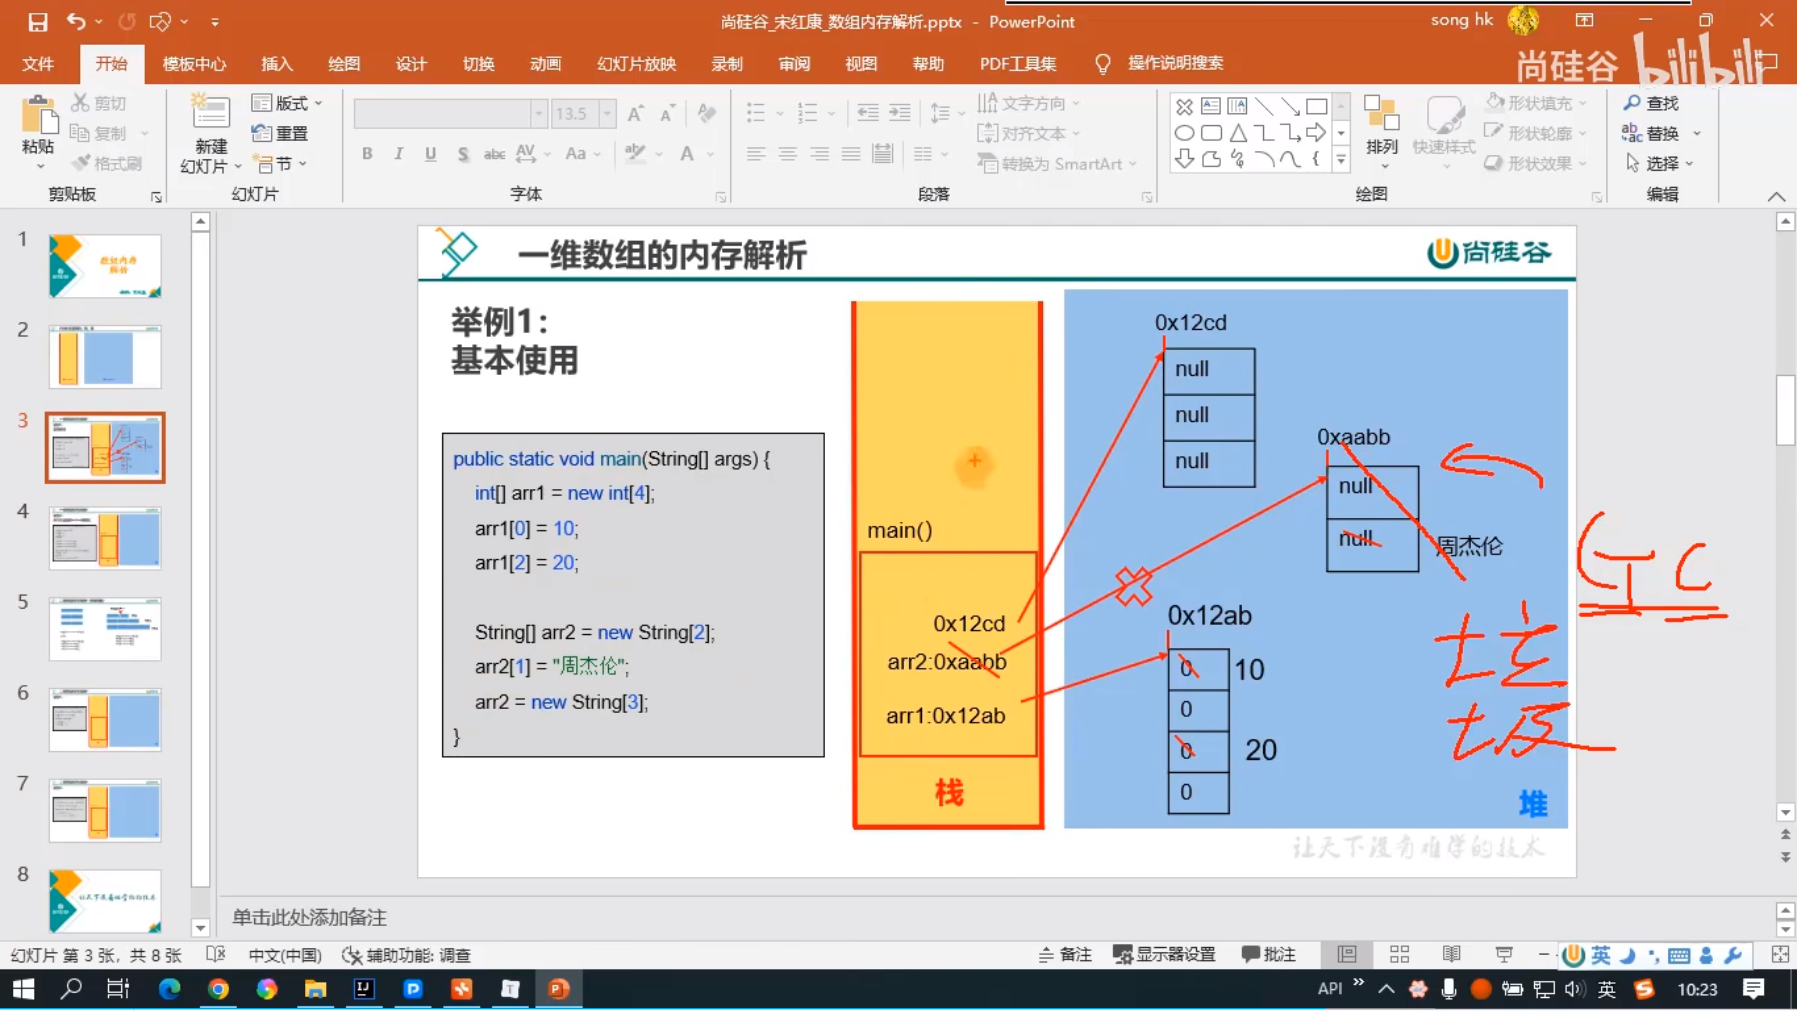 尚硅谷_宋红康_数组内存解析.pptx - PowerPoint
song hk
文件 开始 模板中心 插入 绘图 设计 切换 动画 幻灯片放映 录制 审阅 视图 帮助 PDF工具集 操作说明搜索
尚硅谷 bilibili
粘贴
剪切
复制
格式刷
剪贴板
新建
幻灯片
版式
重置
节
幻灯片
13.5
B I U S abc AV Aa A
字体
文字方向
对齐文本
转换为 SmartArt
段落
排列
快速样式
形状填充
形状轮廓
形状效果
绘图
查找
替换
选择
编辑
1
2
3
4
5
6
7
8
一维数组的内存解析
尚硅谷
举例1：
基本使用
public static void main(String[] args) {
int[] arr1 = new int[4];
arr1[0] = 10;
arr1[2] = 20;
String[] arr2 = new String[2];
arr2[1] = "周杰伦";
arr2 = new String[3];
}
main()
0x12cd
arr2:0xaabb
arr1:0x12ab
栈
0x12cd
null
null
null
0xaabb
null
null
周杰伦
0x12ab
0
10
0
0
20
0
堆
GC
垃圾
让天下没有难学的技术
单击此处添加备注
幻灯片 第 3 张，共 8 张
中文(中国)
辅助功能: 调查
备注
显示器设置
批注
英
API
英
10:23